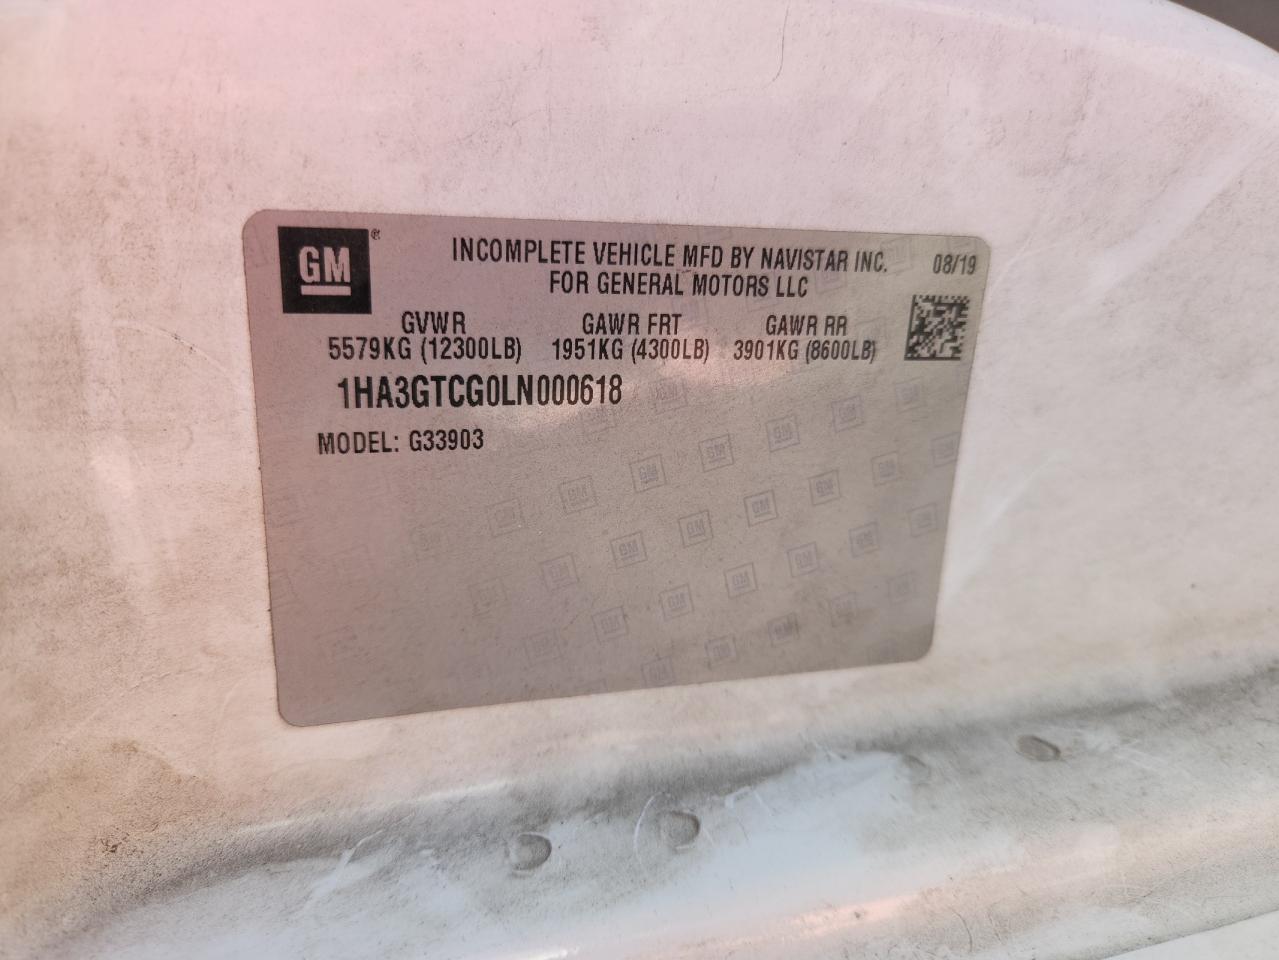 GM®
INCOMPLETE VEHICLE MFD BY NAVISTAR INC.
08/19
FOR GENERAL MOTORS LLC
GVWR GAWR FRT GAWR RR
5579KG (12300LB) 1951KG (4300LB) 3901KG (8600LB)
1HA3GTCG0LN000618
MODEL: G33903